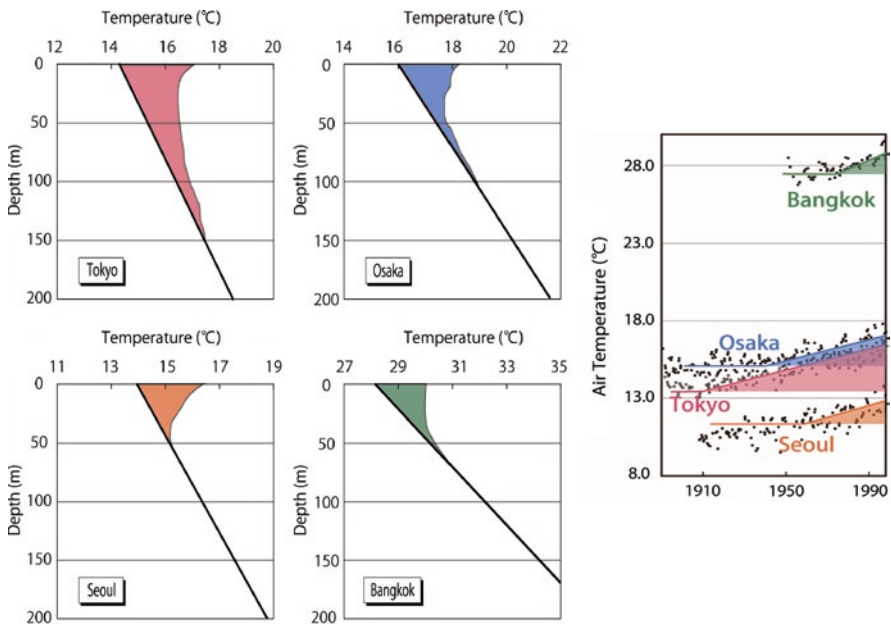 Temperature (℃)
12 14 16 18 20
0
50
100
150
200
Depth (m)
Tokyo
Temperature (℃)
14 16 18 20 22
0
50
100
150
200
Depth (m)
Osaka
Temperature (℃)
11 13 15 17 19
0
50
100
150
200
Depth (m)
Seoul
Temperature (℃)
27 29 31 33 35
0
50
100
150
200
Depth (m)
Bangkok
Air Temperature (℃)
28.0
23.0
18.0
13.0
8.0
Bangkok
Osaka
Tokyo
Seoul
1910 1950 1990